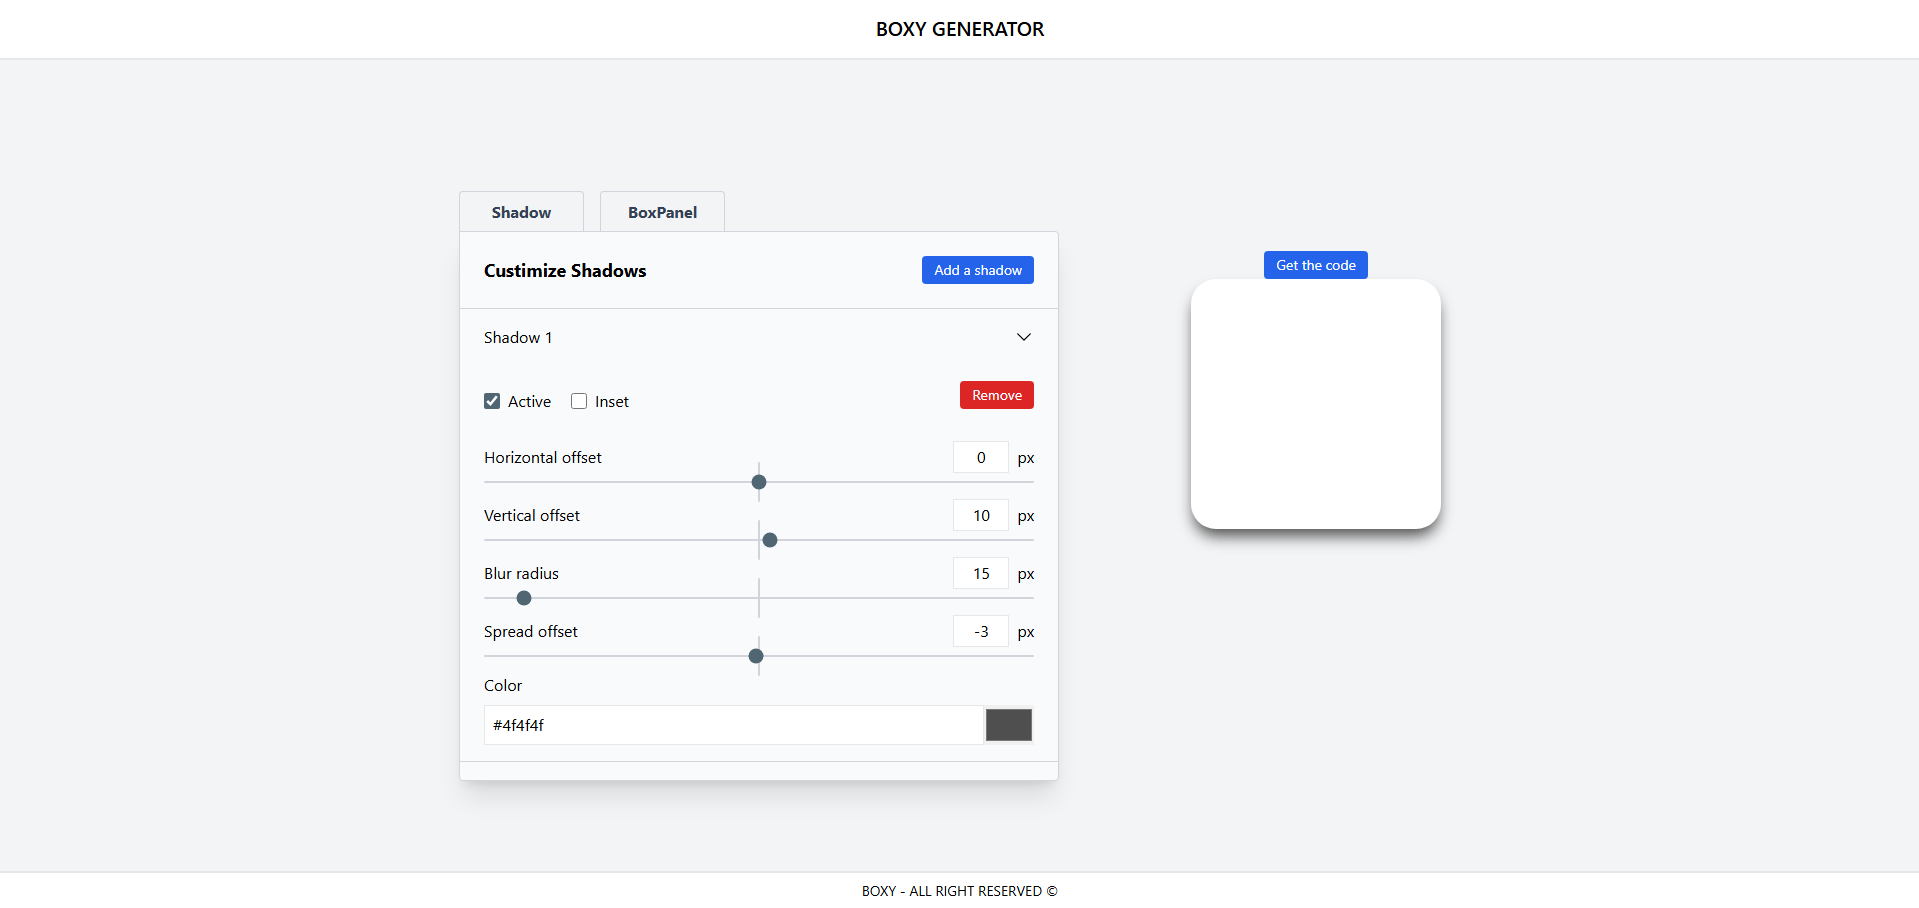 BOXY GENERATOR
Shadow
BoxPanel
Custimize Shadows
Add a shadow
Shadow 1
Active
Inset
Remove
Horizontal offset
0 px
Vertical offset
10 px
Blur radius
15 px
Spread offset
-3 px
Color
#4f4f4f
Get the code
BOXY - ALL RIGHT RESERVED ©